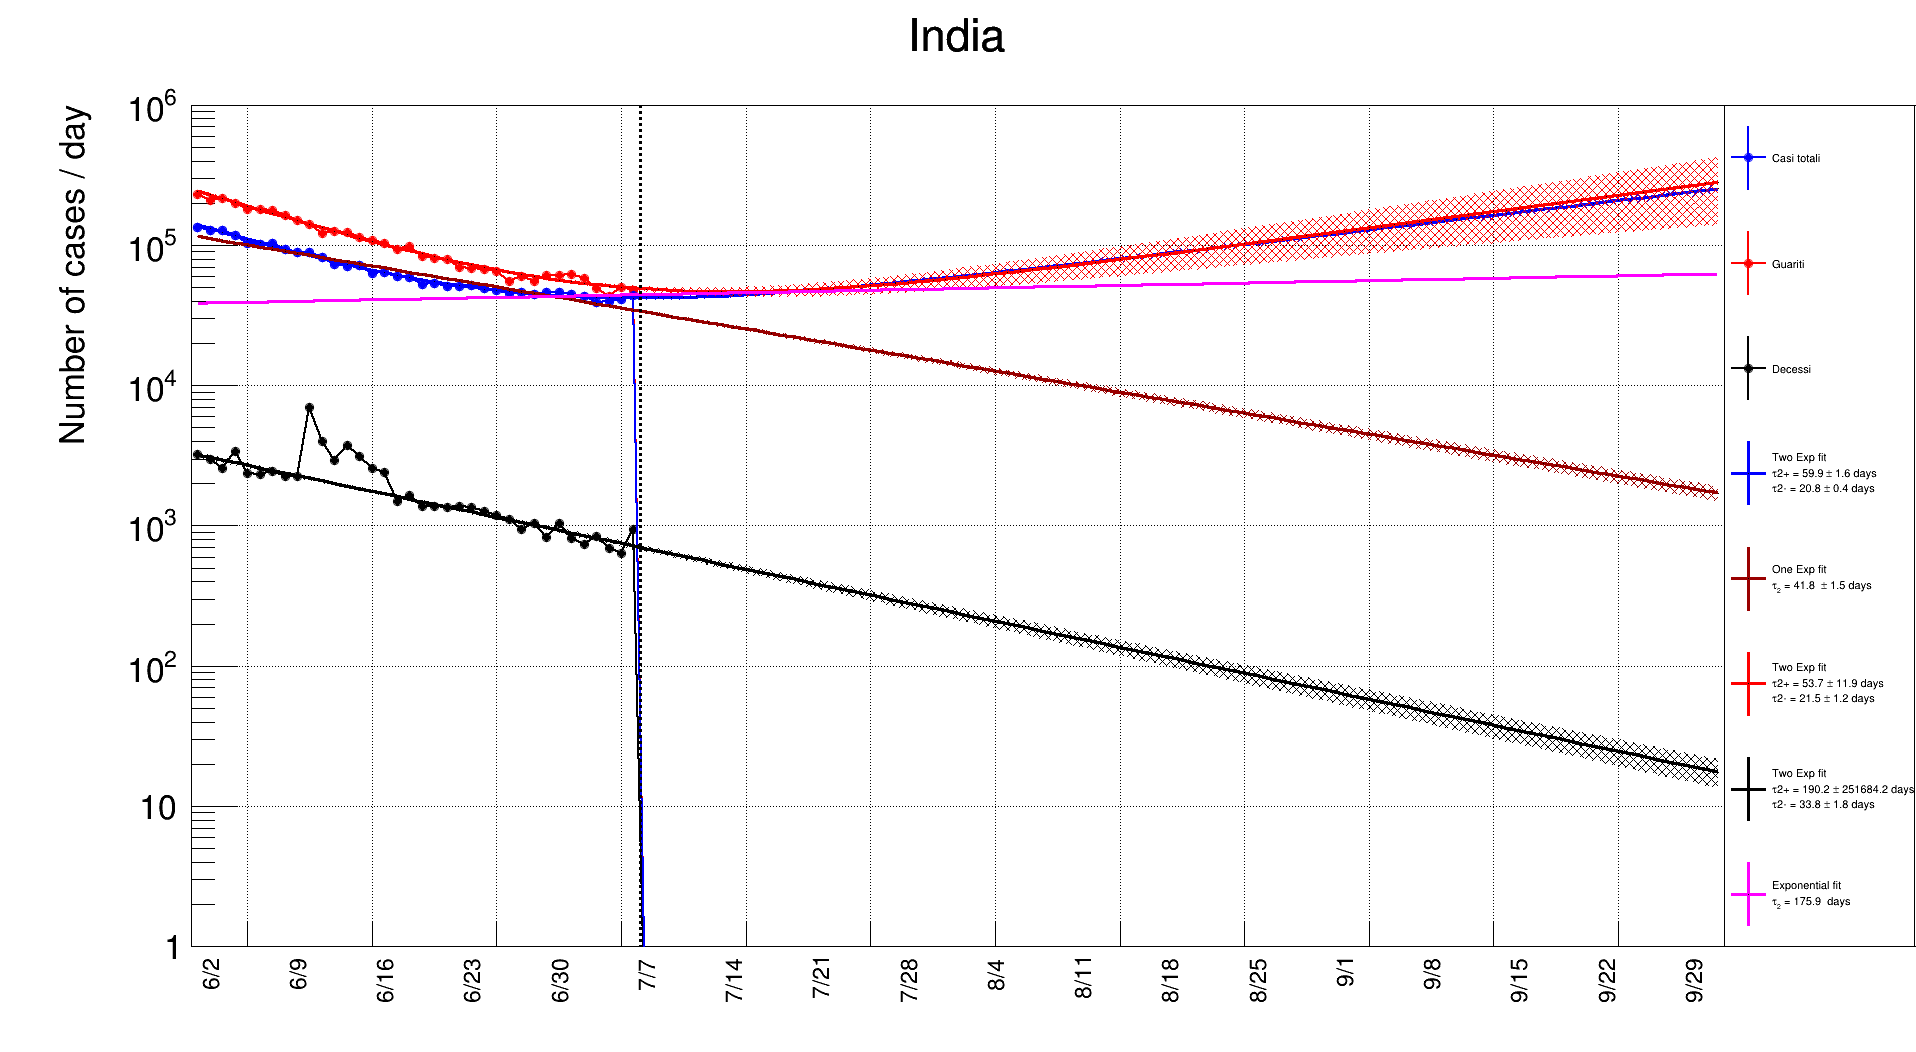 India
Number of cases / day
10^6
10^5
10^4
10^3
10^2
10
1
6/2
6/9
6/16
6/23
6/30
7/7
7/14
7/21
7/28
8/4
8/11
8/18
8/25
9/1
9/8
9/15
9/22
9/29
Casi totali
Guariti
Decessi
Two Exp fit
τ2+ = 59.9 ± 1.6 days
τ2- = 20.8 ± 0.4 days
One Exp fit
τ₂ = 41.8 ± 1.5 days
Two Exp fit
τ2+ = 53.7 ± 11.9 days
τ2- = 21.5 ± 1.2 days
Two Exp fit
τ2+ = 190.2 ± 251684.2 days
τ2- = 33.8 ± 1.8 days
Exponential fit
τ₂ = 175.9 days